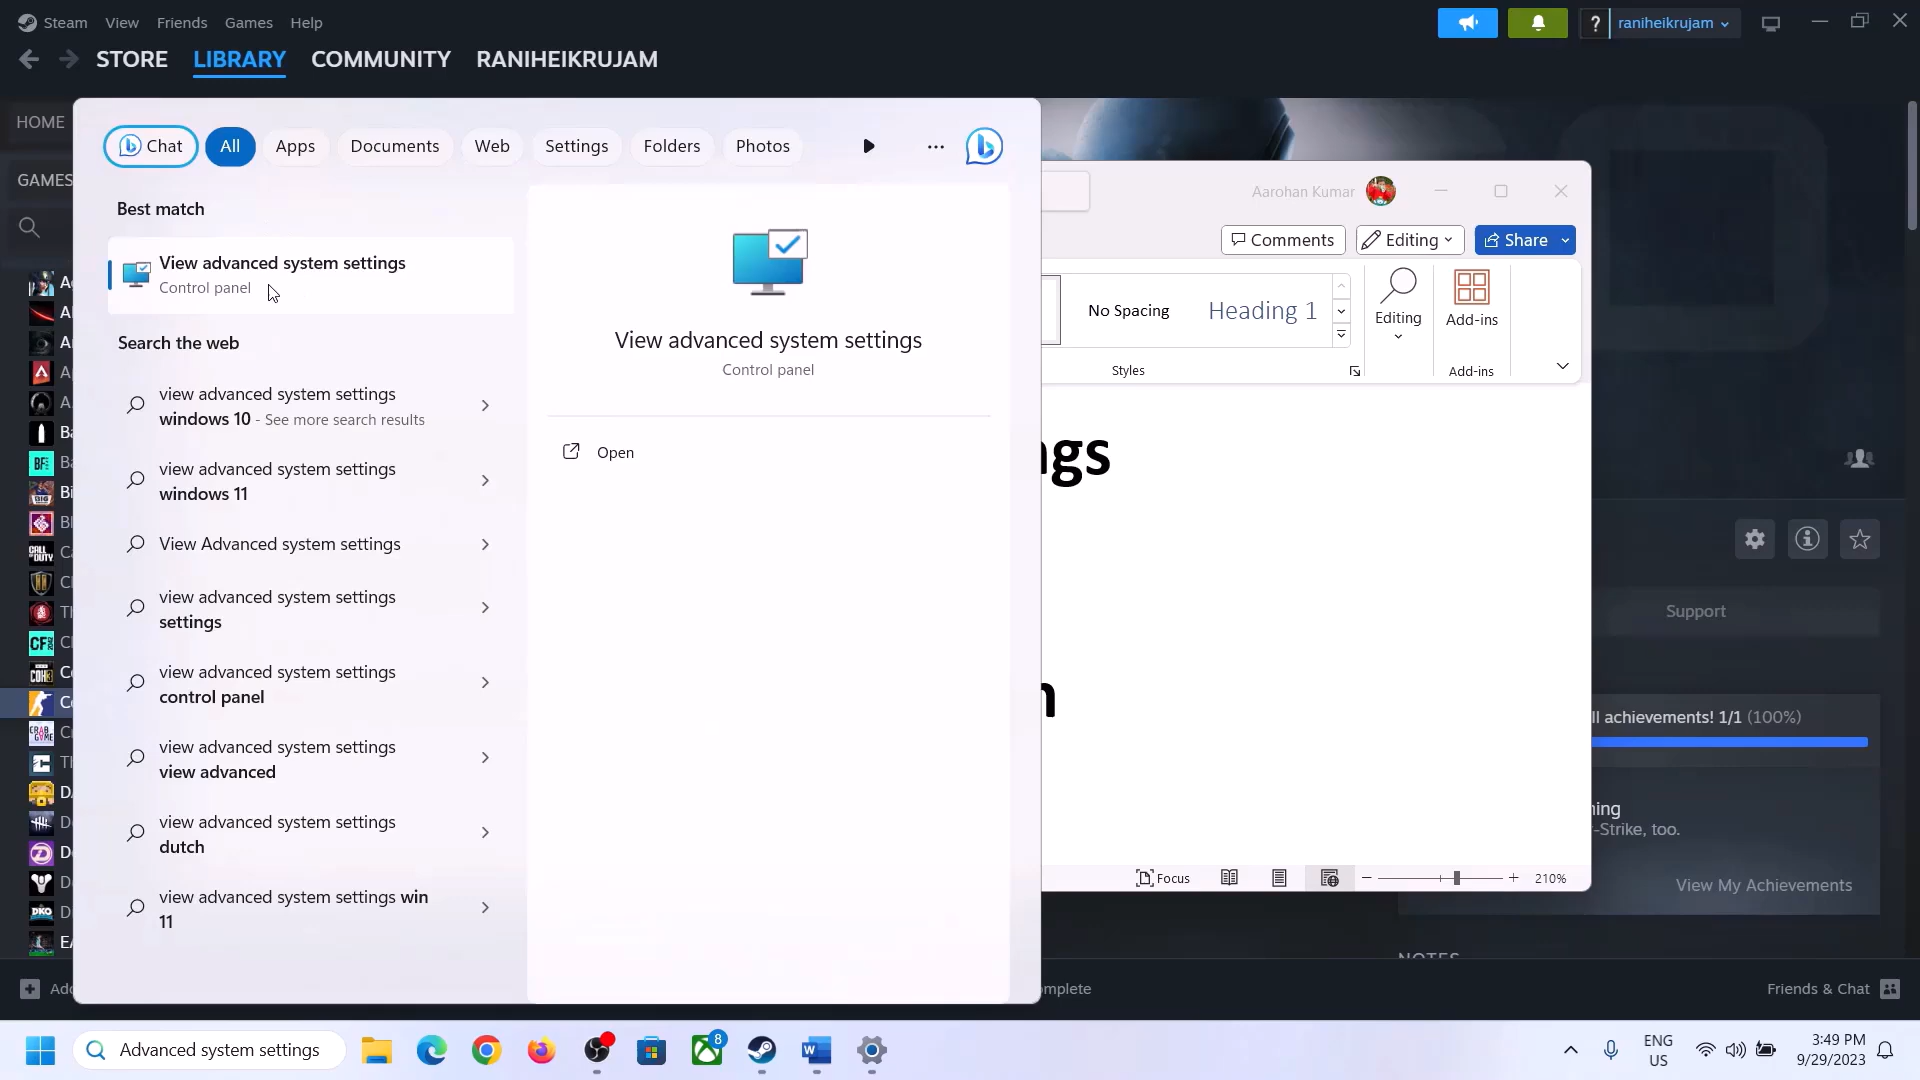 Steam View Friends Games Help
raniheikrujam
STORE LIBRARY COMMUNITY RANIHEIKRUJAM
HOME
GAMES
Chat All Apps Documents Web Settings Folders Photos
Best match
View advanced system settings
Control panel
Search the web
view advanced system settings
windows 10 - See more search results
view advanced system settings
windows 11
View Advanced system settings
view advanced system settings
settings
view advanced system settings
control panel
view advanced system settings
view advanced
view advanced system settings
dutch
view advanced system settings win
11
View advanced system settings
Control panel
Open
Aarohan Kumar
Comments Editing Share
No Spacing Heading 1
Editing
Add-ins
Styles
Add-ins
ngs
n
Focus
210%
Support
ll achievements! 1/1 (100%)
ning
-Strike, too.
View My Achievements
NOTES
Add
mplete
Friends & Chat
Advanced system settings
8
ENG
US
3:49 PM
9/29/2023